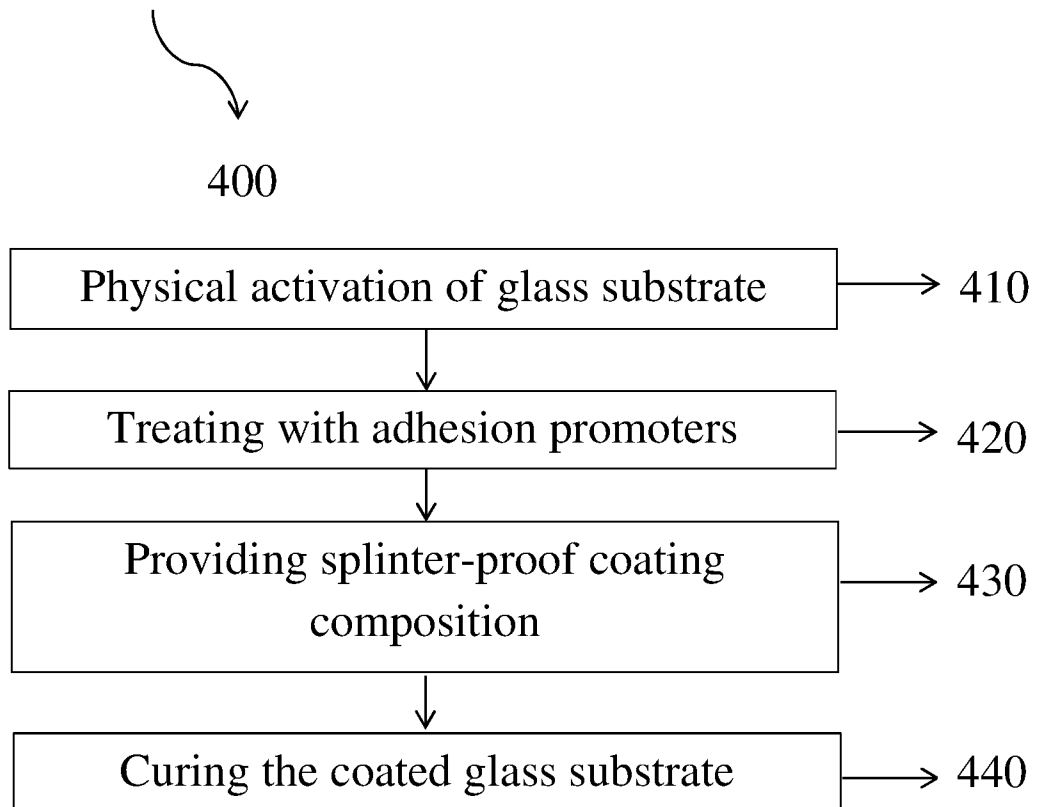 400
Physical activation of glass substrate
410
Treating with adhesion promoters
420
Providing splinter-proof coating
composition
430
Curing the coated glass substrate
440